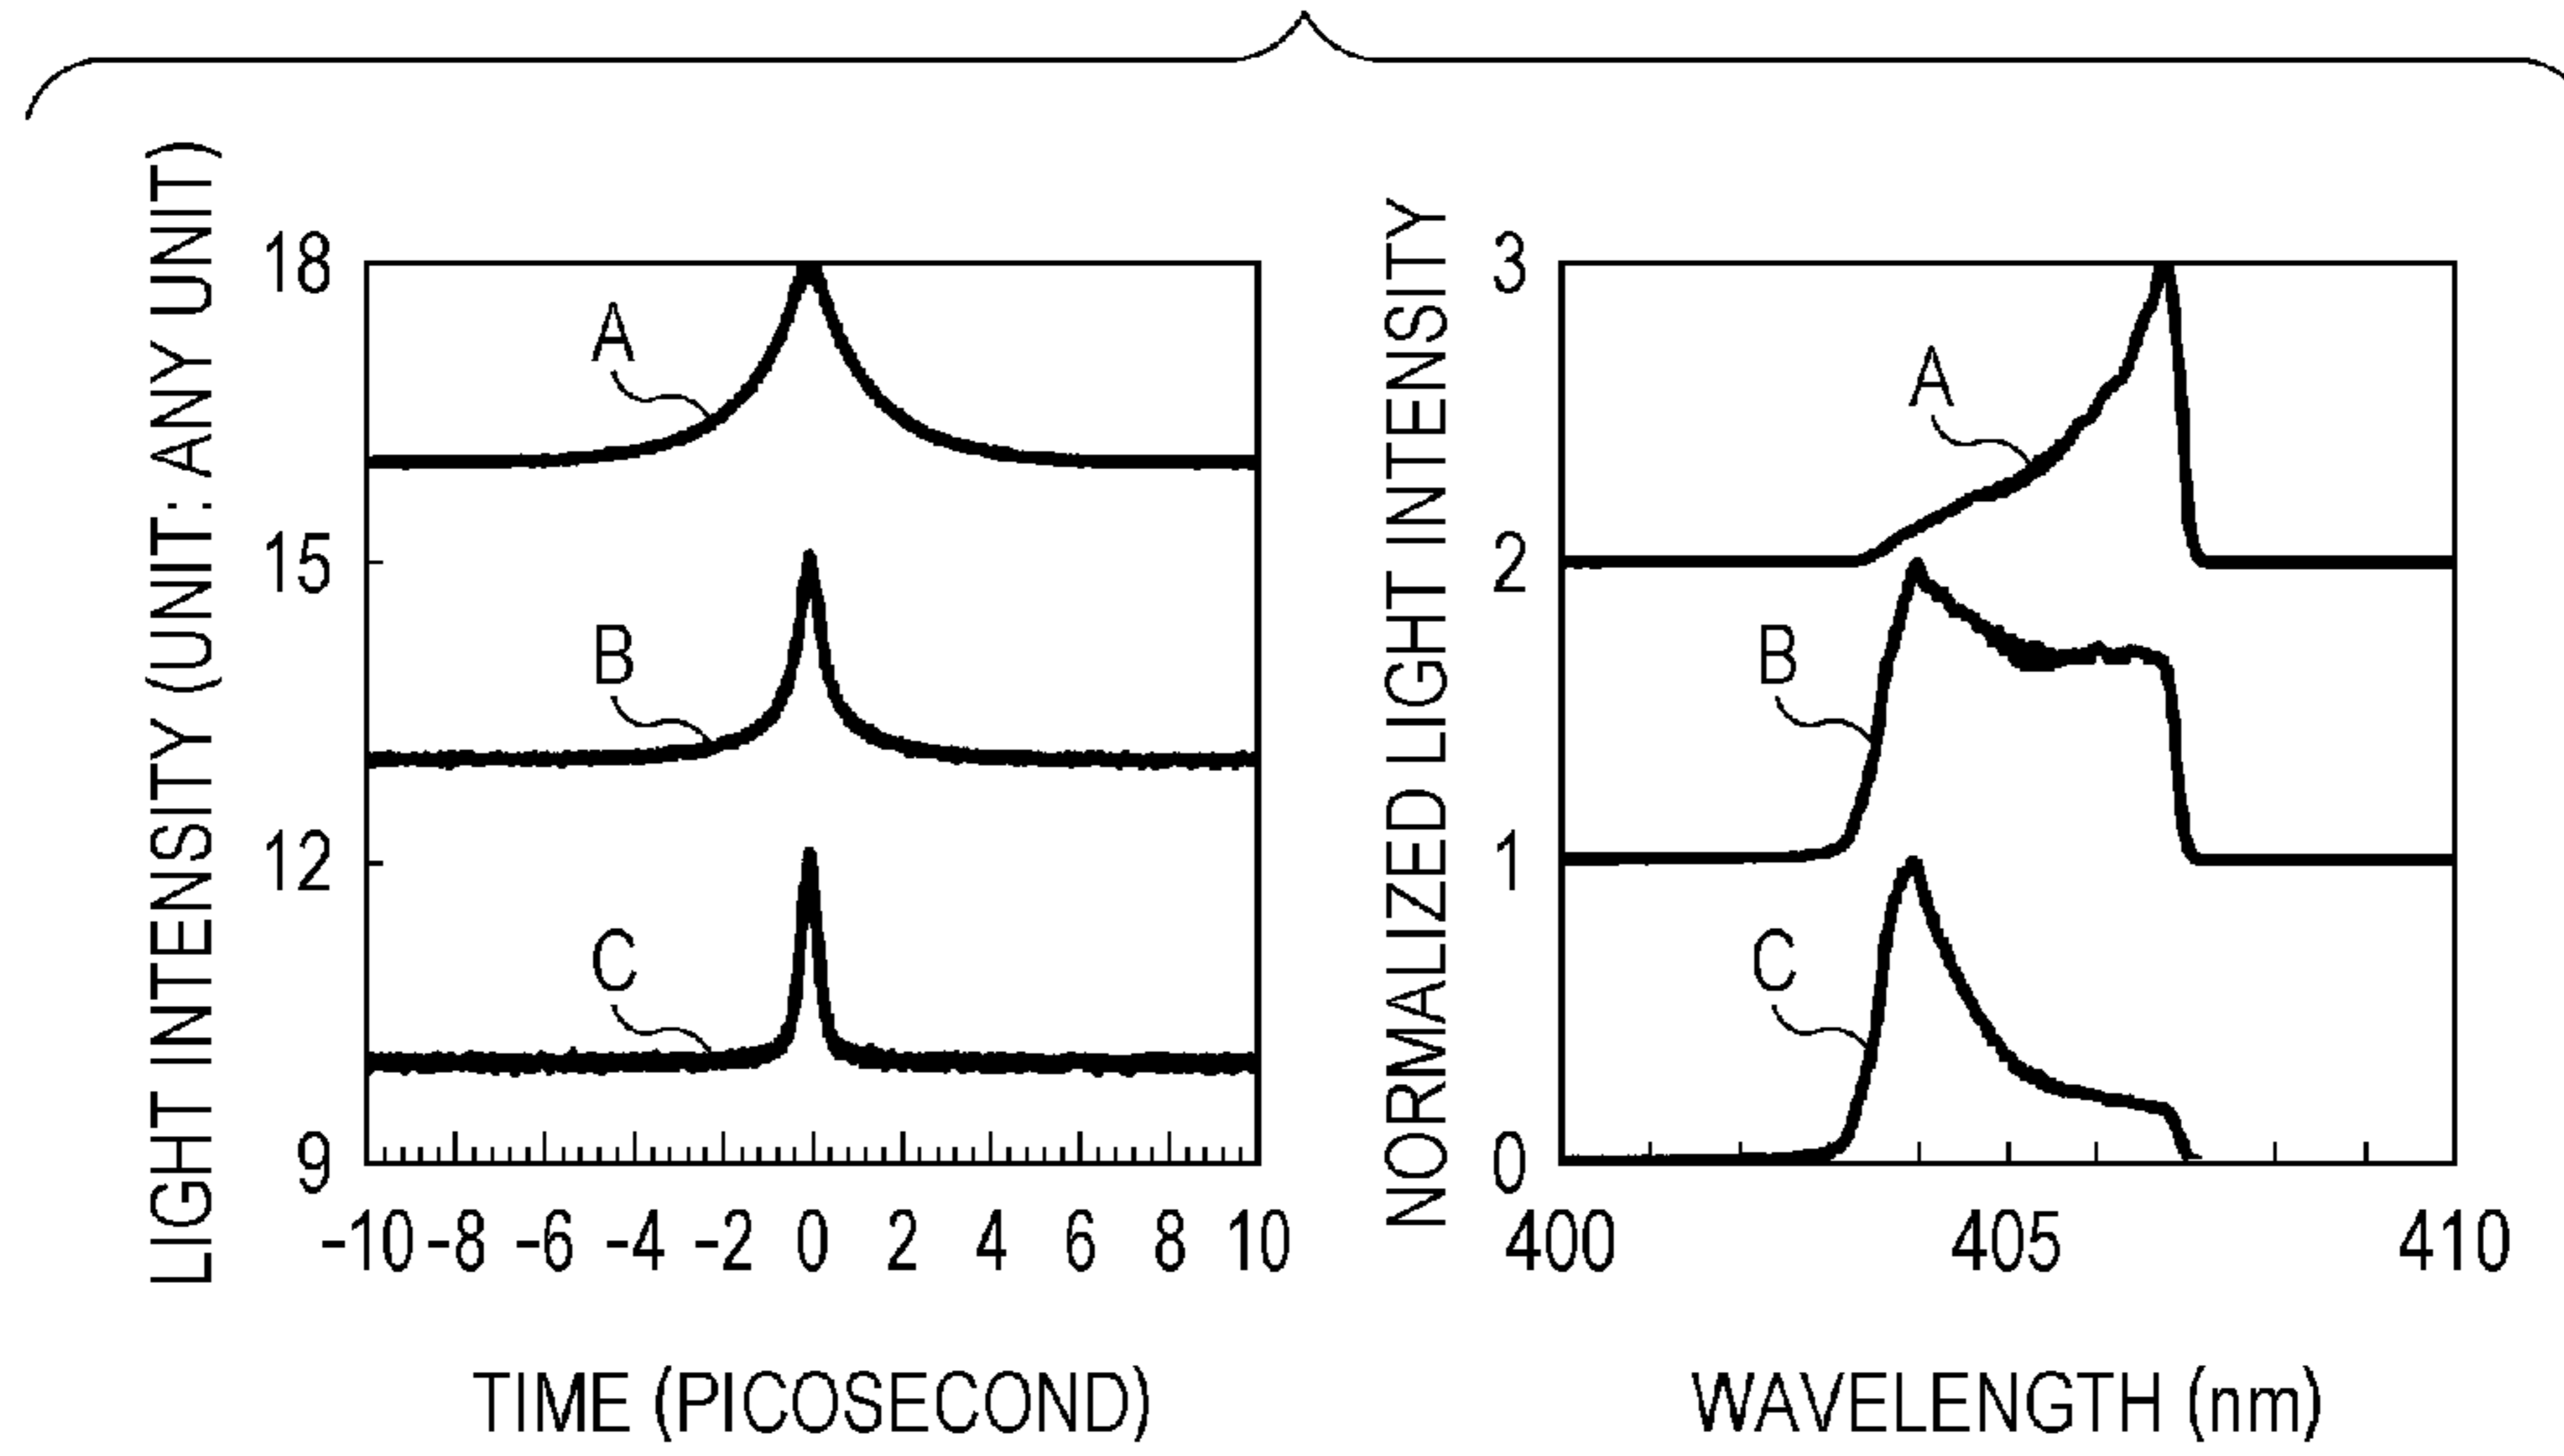 LIGHT INTENSITY (UNIT: ANY UNIT)
18
15
12
9
A
B
C
-10 -8 -6 -4 -2 0 2 4 6 8 10
TIME (PICOSECOND)
NORMALIZED LIGHT INTENSITY
3
2
1
0
A
B
C
400 405 410
WAVELENGTH (nm)